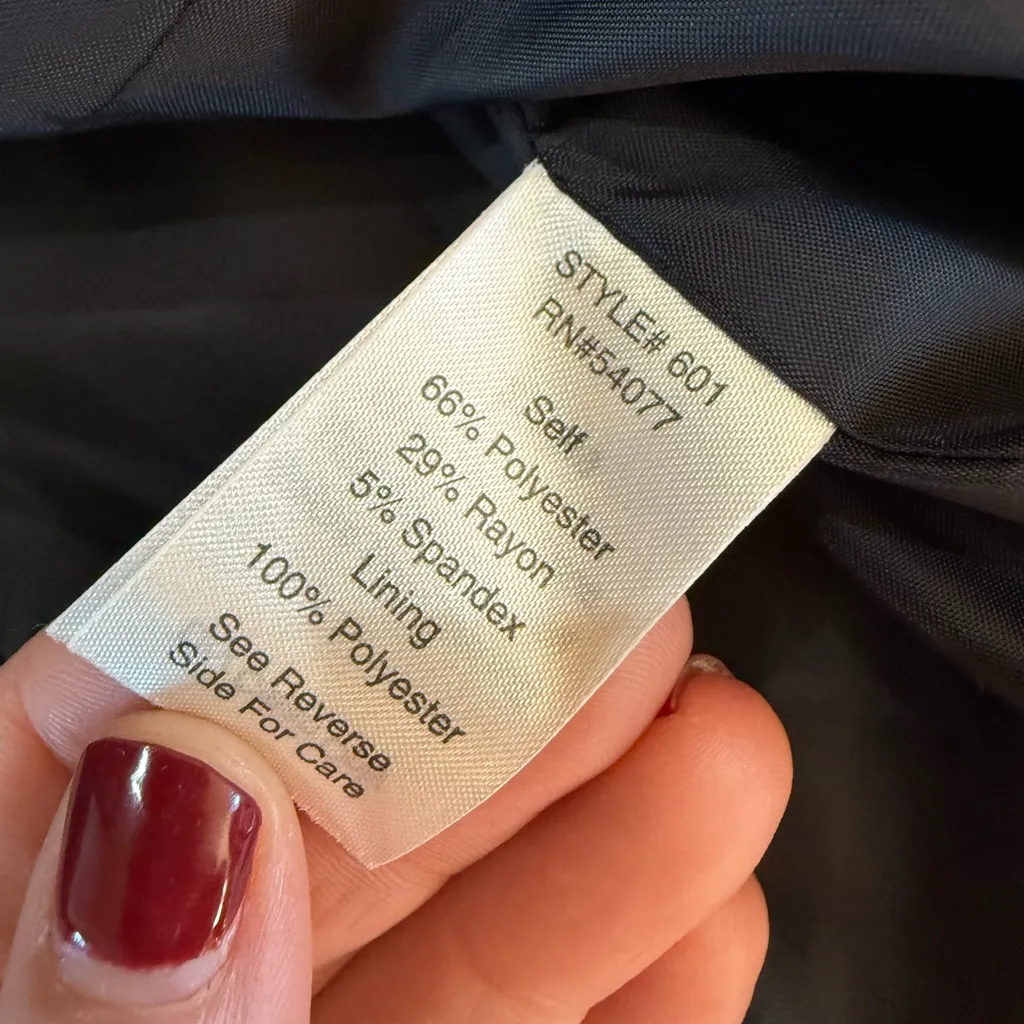 STYLE# 601
RN#54077
Self
66% Polyester
29% Rayon
5% Spandex
Lining
100% Polyester
See Reverse
Side For Care